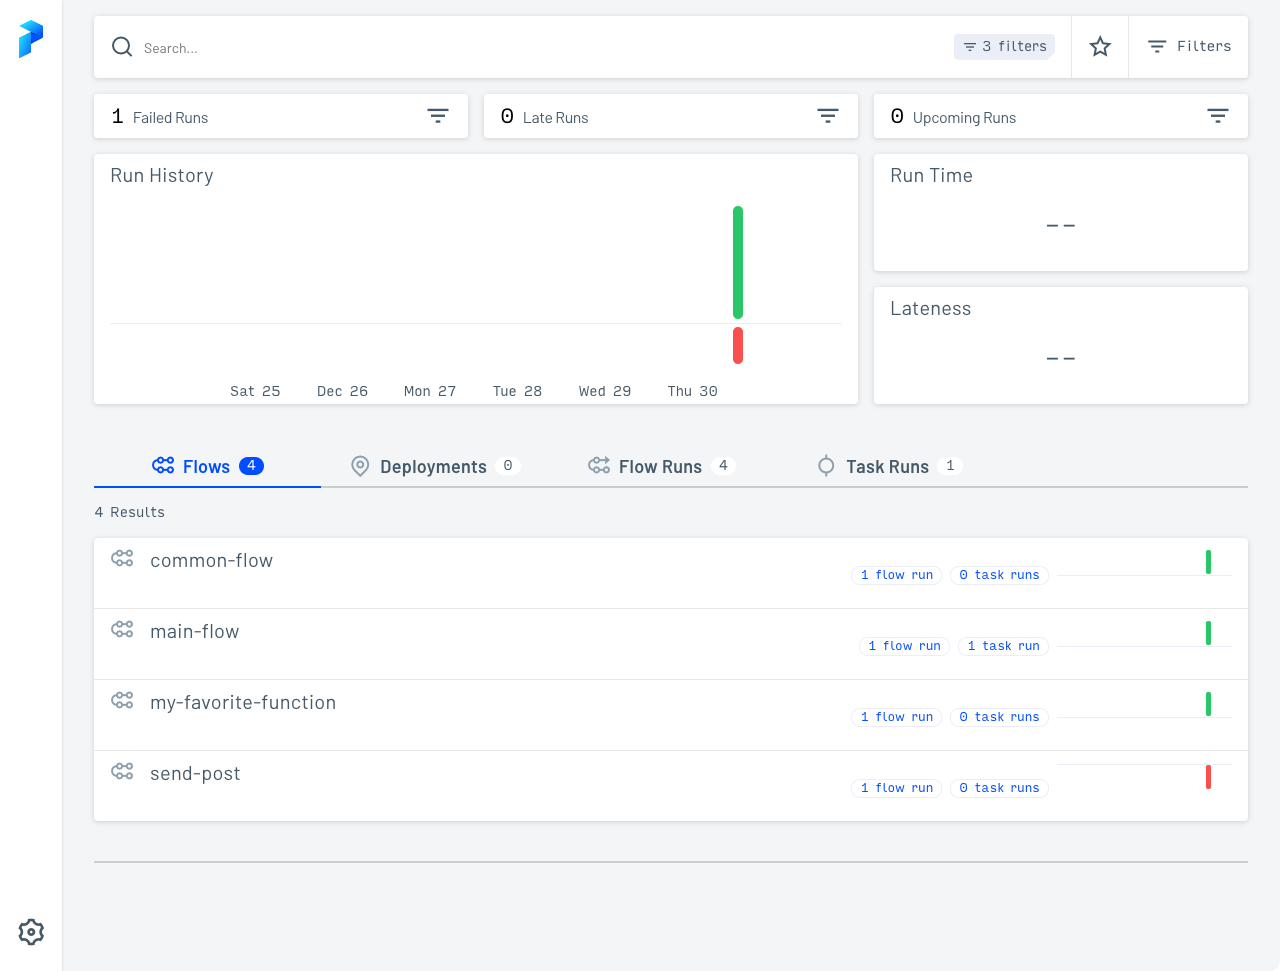 Search...
3 filters
Filters
1 Failed Runs
0 Late Runs
0 Upcoming Runs
Run History
Run Time
--
Lateness
--
Sat 25 Dec 26 Mon 27 Tue 28 Wed 29 Thu 30
Flows 4
Deployments 0
Flow Runs 4
Task Runs 1
4 Results
common-flow
1 flow run 0 task runs
main-flow
1 flow run 1 task run
my-favorite-function
1 flow run 0 task runs
send-post
1 flow run 0 task runs